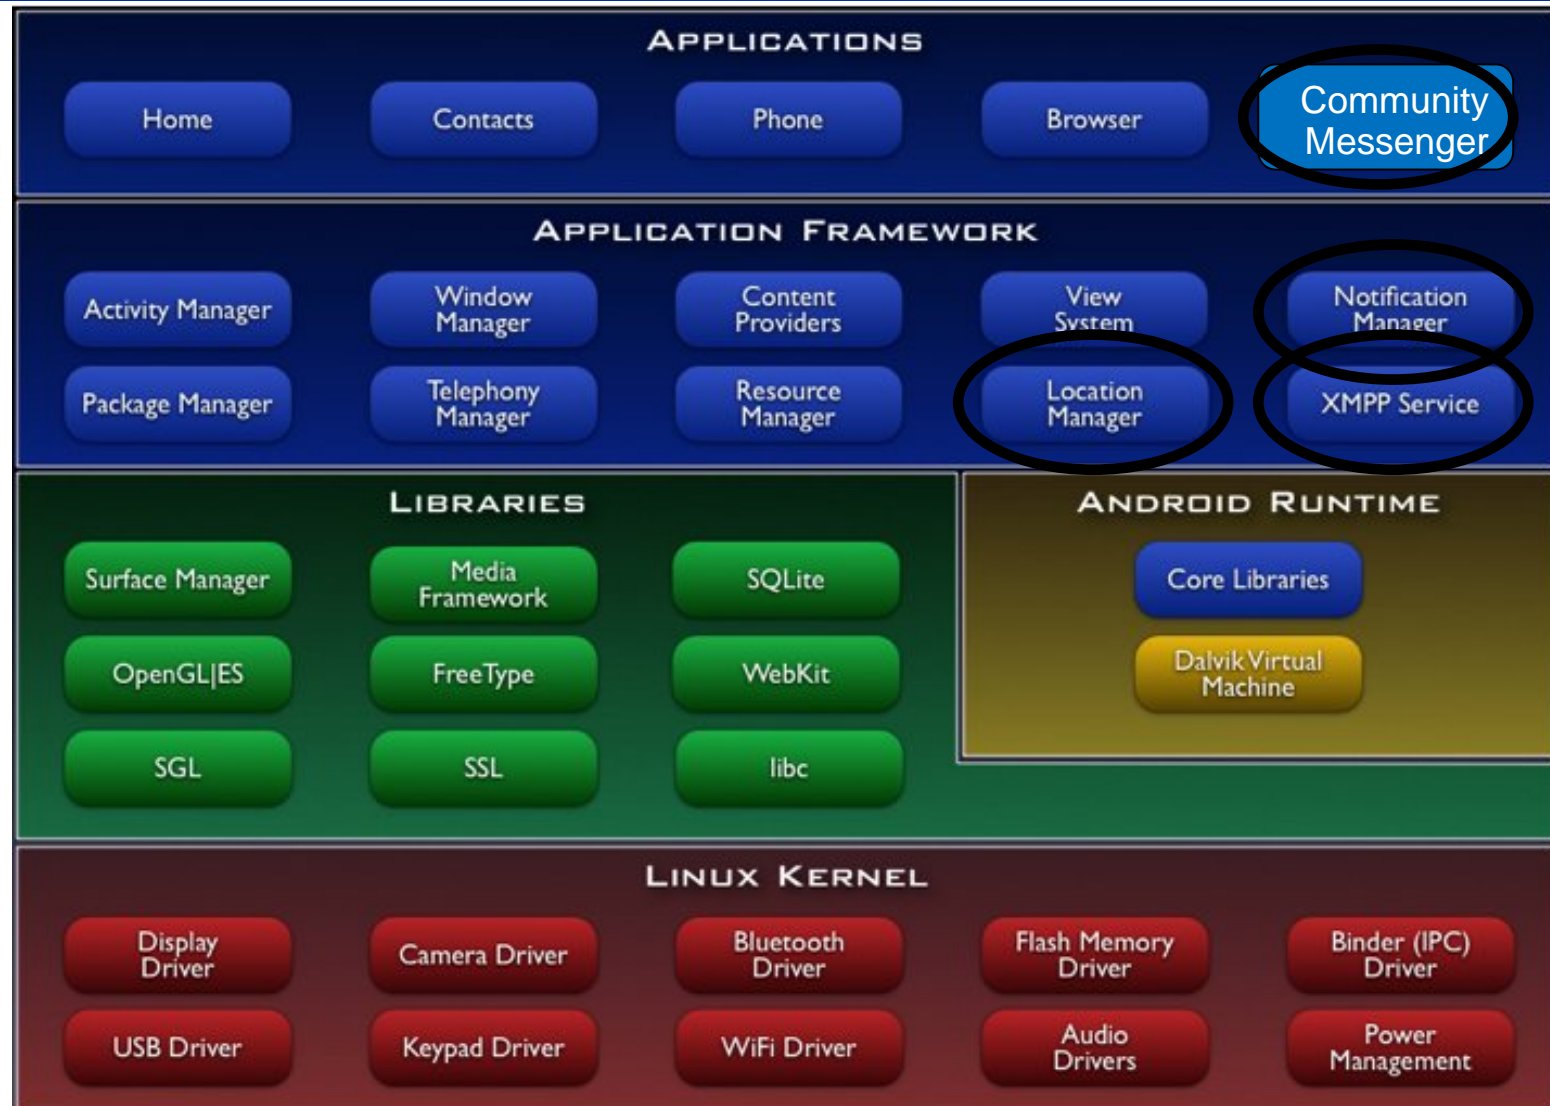 APPLICATIONS
Home
Contacts
Phone
Browser
Community
Messenger
APPLICATION FRAMEWORK
Activity Manager
Window
Manager
Content
Providers
View
System
Notification
Manager
Package Manager
Telephony
Manager
Resource
Manager
Location
Manager
XMPP Service
LIBRARIES
Surface Manager
Media
Framework
SQLite
OpenGL|ES
FreeType
WebKit
SGL
SSL
libc
ANDROID RUNTIME
Core Libraries
Dalvik Virtual
Machine
LINUX KERNEL
Display
Driver
Camera Driver
Bluetooth
Driver
Flash Memory
Driver
Binder (IPC)
Driver
USB Driver
Keypad Driver
WiFi Driver
Audio
Drivers
Power
Management